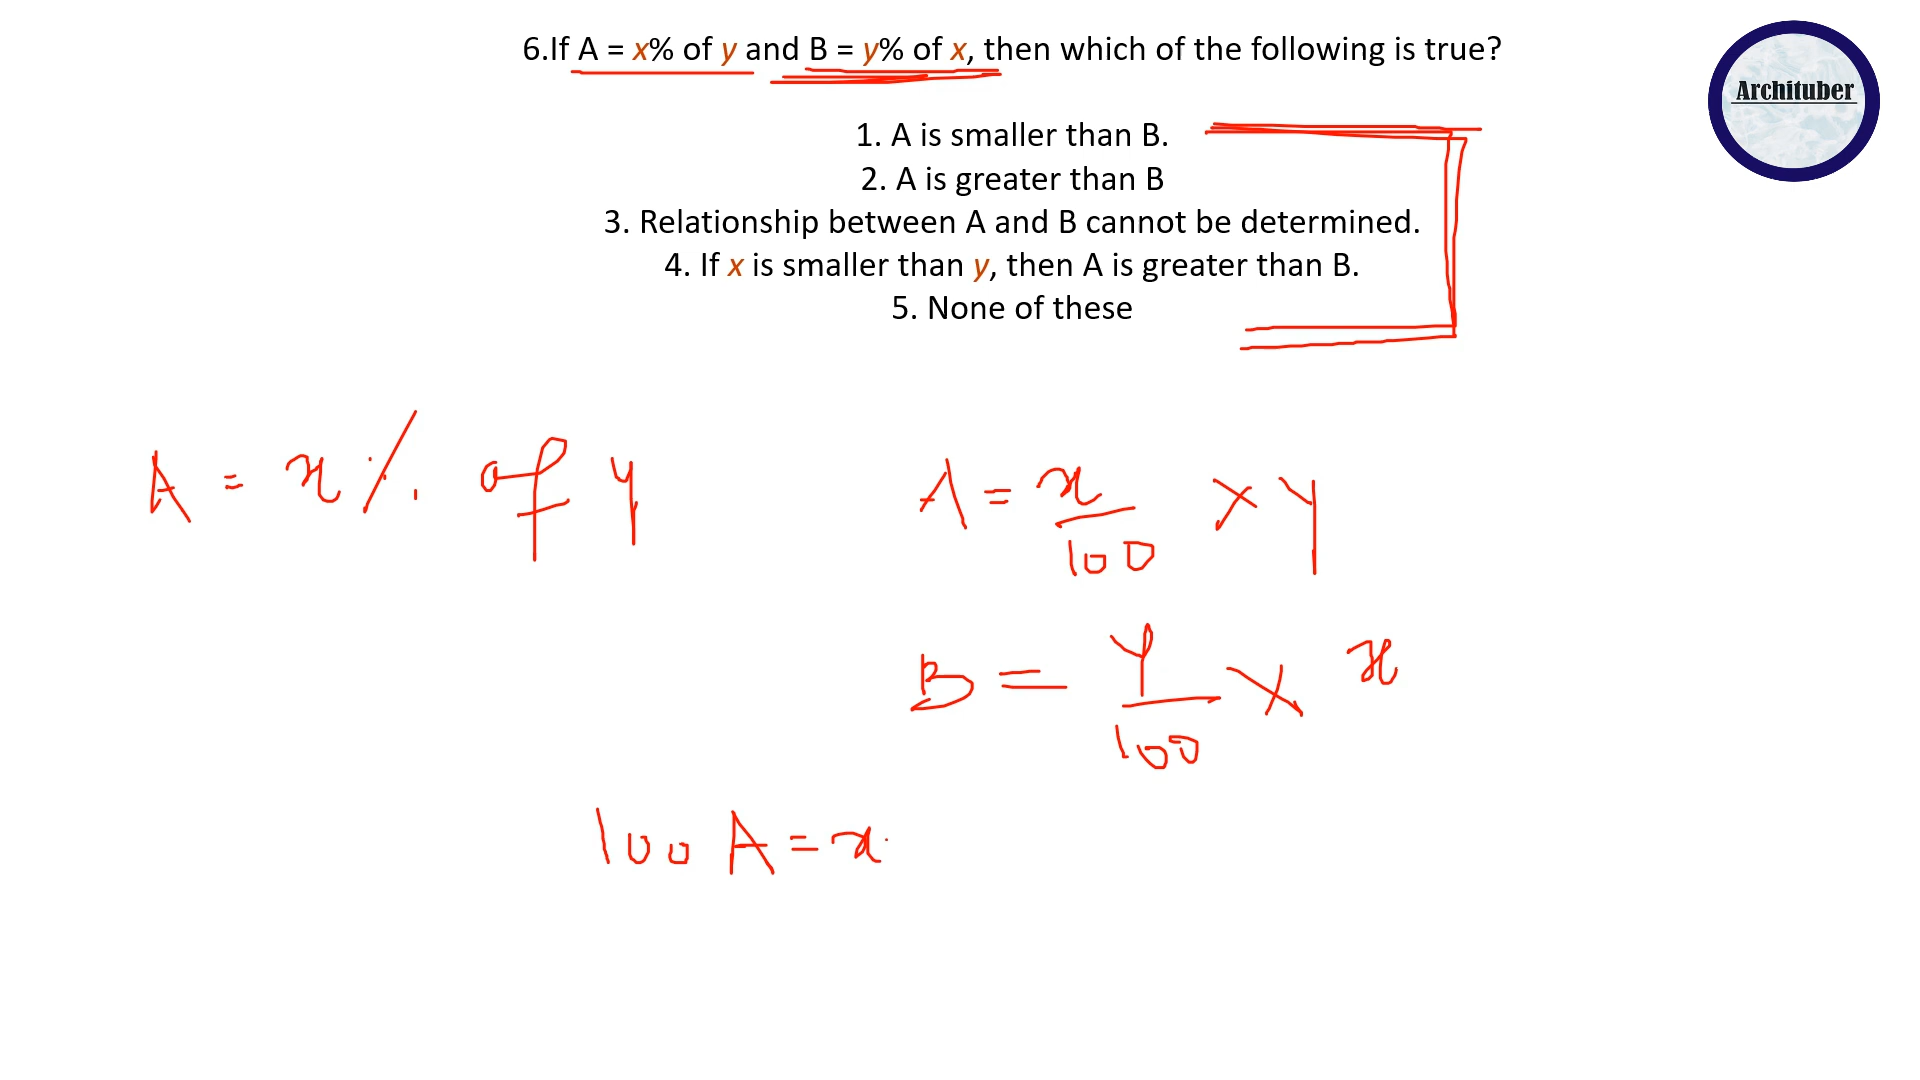 6.If A = x% of y and B = y% of x, then which of the following is true?
Archituber
1. A is smaller than B.
2. A is greater than B
3. Relationship between A and B cannot be determined.
4. If x is smaller than y, then A is greater than B.
5. None of these
A = x % of y
A = x/100 × y
B = y/100 × x
100 A = x